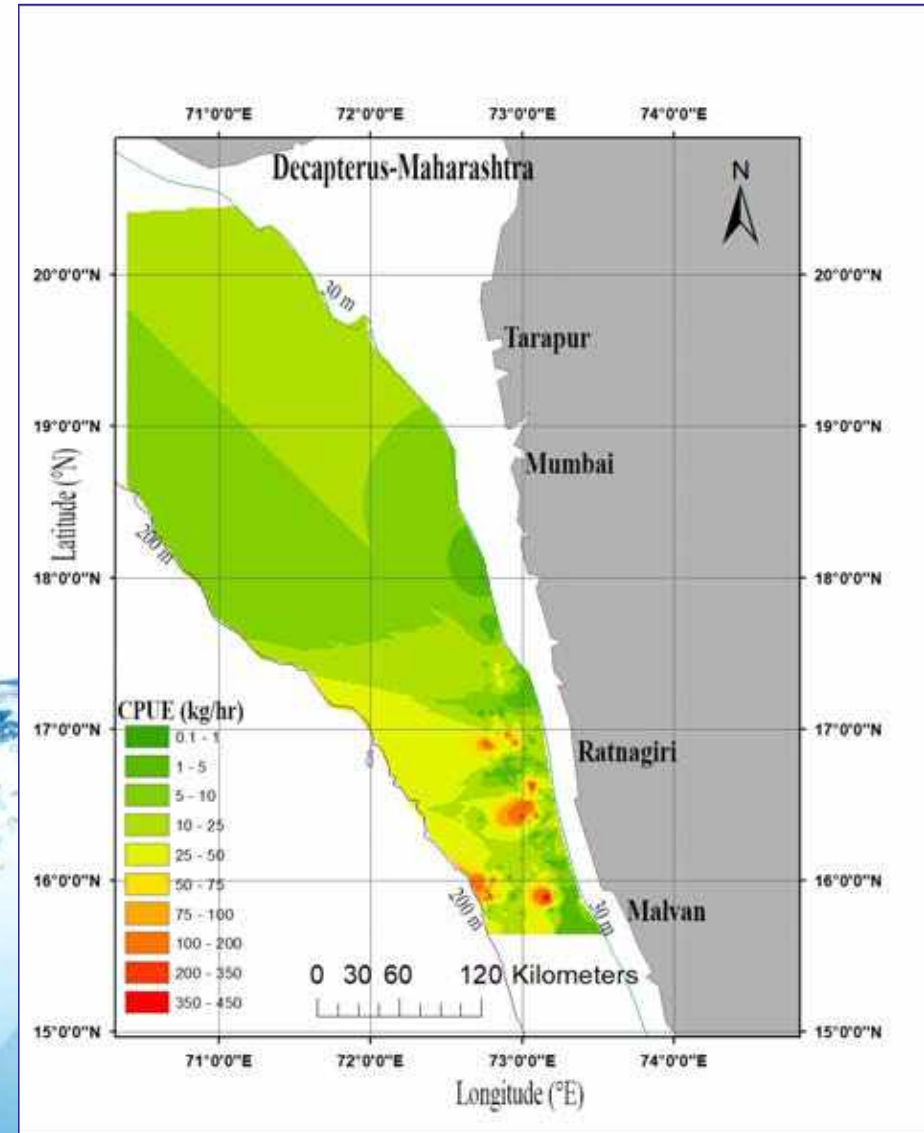 71°0'0"E 72°0'0"E 73°0'0"E 74°0'0"E
Decapterus-Maharashtra
N
20°0'0"N 20°0'0"N
30 m
Tarapur
19°0'0"N 19°0'0"N
Mumbai
Latitude (°N)
200 m
18°0'0"N 18°0'0"N
CPUE (kg/hr)
0.1 - 1
1 - 5
5 - 10
10 - 25
25 - 50
50 - 75
75 - 100
100 - 200
200 - 350
350 - 450
17°0'0"N 17°0'0"N
Ratnagiri
16°0'0"N 16°0'0"N
200 m
30 m
Malvan
0 30 60 120 Kilometers
15°0'0"N 15°0'0"N
71°0'0"E 72°0'0"E 73°0'0"E 74°0'0"E
Longitude (°E)